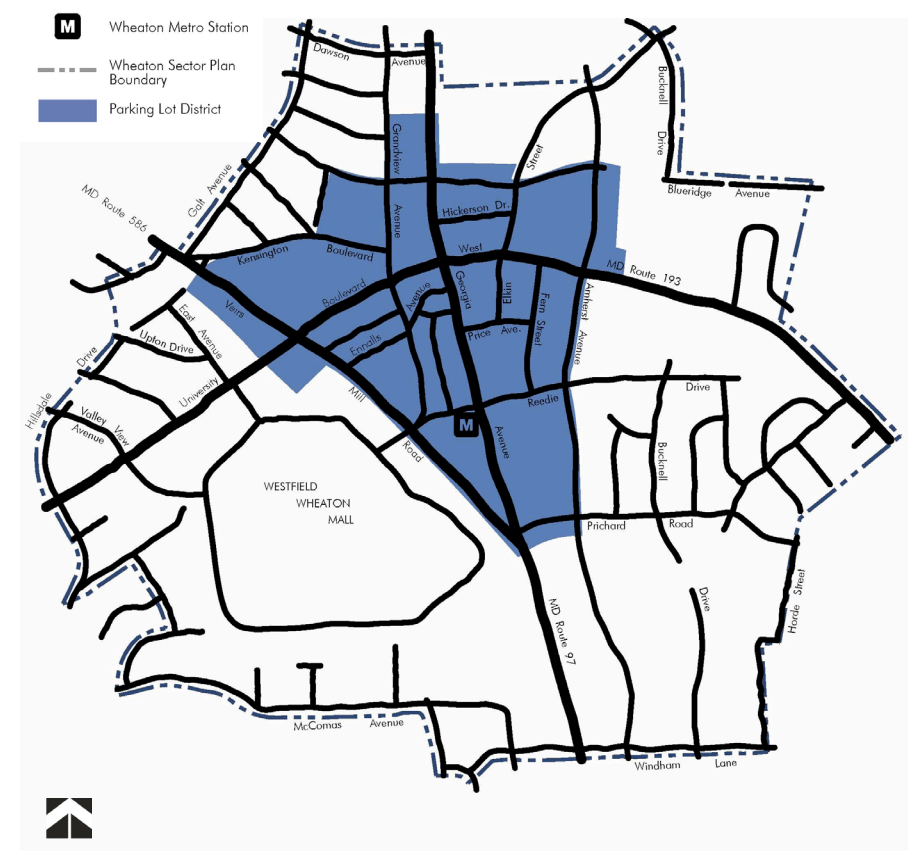 M
Wheaton Metro Station
Wheaton Sector Plan
Boundary
Parking Lot District
Dawson
Avenue
Bucknell
Drive
Grandview
Avenue
Street
Galt Avenue
Blueridge Avenue
MD Route 586
Hickerson Dr.
Kensington
Boulevard
West
MD Route 193
Boulevard
Avenue
Georgia
Elkin
Veirs
Fern Street
Amherst Avenue
East
Avenue
Ennalls
Price Ave.
Upton Drive
Drive
Hillsdale
University
Mill
Reedie
Drive
Valley
View
Avenue
M
Avenue
Road
Bucknell
WESTFIELD
WHEATON
MALL
Prichard
Road
Drive
Horde Street
MD Route 97
McComas
Avenue
Windham
Lane